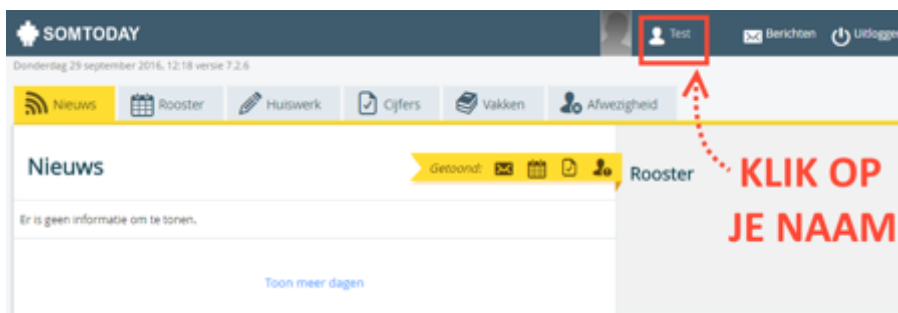 SOMTODAY
Test
Berichten
Uitlogge
Donderdag 29 september 2016, 12:18 versie 7.2.6
Nieuws
Rooster
Huiswerk
Cijfers
Vakken
Afwezigheid
Nieuws
Getoond:
Rooster
KLIK OP
JE NAAM
Er is geen informatie om te tonen.
Toon meer dagen